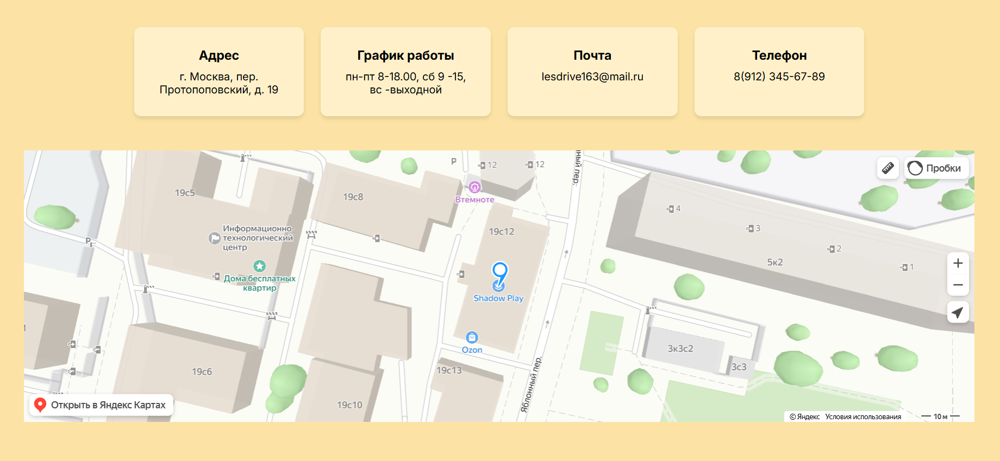 Адрес
г. Москва, пер.
Протопоповский, д. 19
График работы
пн-пт 8-18.00, сб 9 -15,
вс -выходной
Почта
lesdrive163@mail.ru
Телефон
8(912) 345-67-89
нный пер.
P
12
12
Пробки
19с5
19с8
Втемноте
4
3
2
1
5к2
19с12
Информационно-
технологический
центр
P
Дома бесплатных
квартир
Shadow Play
Ozon
3к3с2
3с3
19с6
19с13
19с10
Яблонный пер.
Открыть в Яндекс Картах
© Яндекс Условия использования
10 м